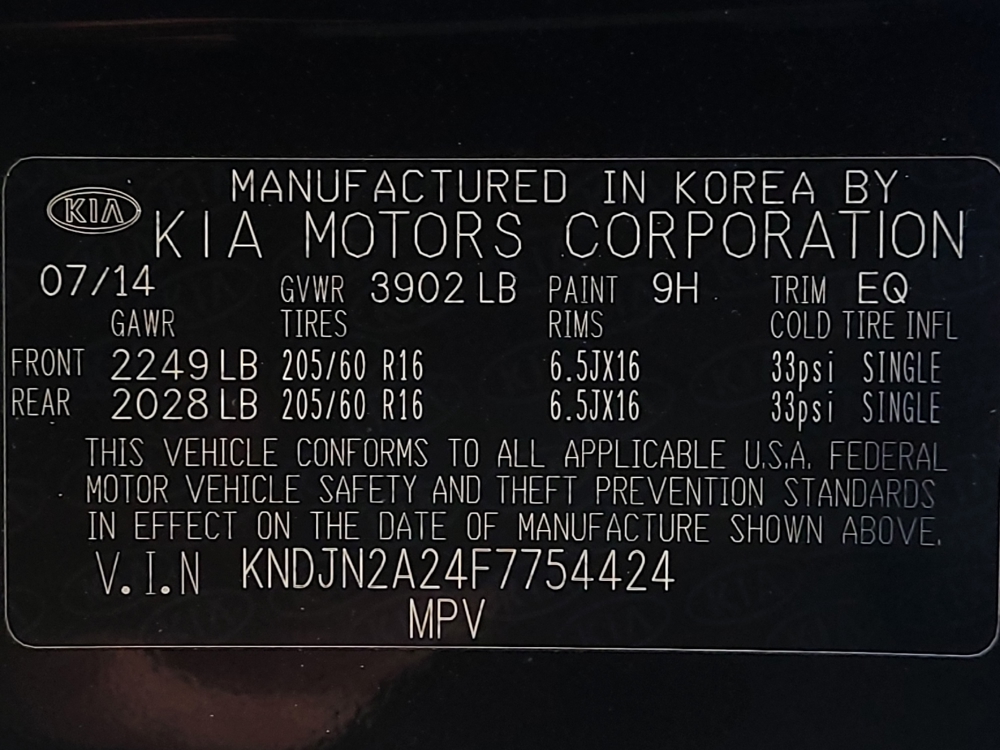 MANUFACTURED IN KOREA BY
KIA KIA MOTORS CORPORATION
07/14 GVWR 3902 LB PAINT 9H TRIM EQ
GAWR TIRES RIMS COLD TIRE INFL
FRONT 2249 LB 205/60 R16 6.5JX16 33psi SINGLE
REAR 2028 LB 205/60 R16 6.5JX16 33psi SINGLE
THIS VEHICLE CONFORMS TO ALL APPLICABLE U.S.A. FEDERAL
MOTOR VEHICLE SAFETY AND THEFT PREVENTION STANDARDS
IN EFFECT ON THE DATE OF MANUFACTURE SHOWN ABOVE.
V.I.N KNDJN2A24F7754424
MPV